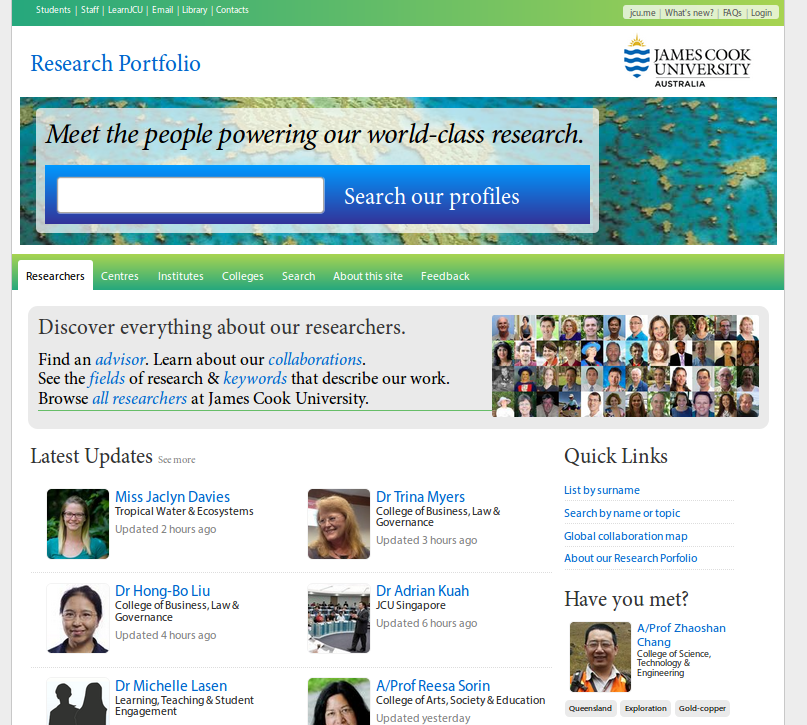 Students | Staff | LearnJCU | Email | Library | Contacts
jcu.me | What's new? | FAQs | Login
Research Portfolio
JAMES COOK
UNIVERSITY
AUSTRALIA
Meet the people powering our world-class research.
Search our profiles
Researchers Centres Institutes Colleges Search About this site Feedback
Discover everything about our researchers.
Find an advisor. Learn about our collaborations.
See the fields of research & keywords that describe our work.
Browse all researchers at James Cook University.
Latest Updates See more
Miss Jaclyn Davies
Tropical Water & Ecosystems
Updated 2 hours ago
Dr Trina Myers
College of Business, Law &
Governance
Updated 3 hours ago
Dr Hong-Bo Liu
College of Business, Law &
Governance
Updated 4 hours ago
Dr Adrian Kuah
JCU Singapore
Updated 6 hours ago
Dr Michelle Lasen
Learning, Teaching & Student
Engagement
A/Prof Reesa Sorin
College of Arts, Society & Education
Updated yesterday
Quick Links
List by surname
Search by name or topic
Global collaboration map
About our Research Porfolio
Have you met?
A/Prof Zhaoshan
Chang
College of Science,
Technology &
Engineering
Queensland Exploration Gold-copper